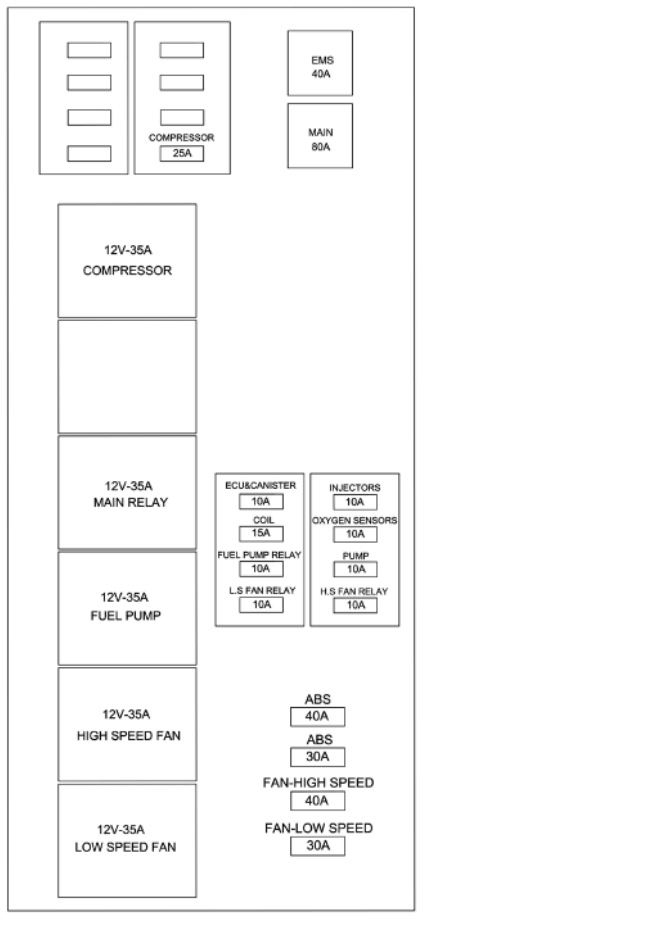 EMS
40A
MAIN
80A
COMPRESSOR
25A
12V-35A
COMPRESSOR
12V-35A
MAIN RELAY
12V-35A
FUEL PUMP
12V-35A
HIGH SPEED FAN
12V-35A
LOW SPEED FAN
ECU&CANISTER
10A
COIL
15A
FUEL PUMP RELAY
10A
L.S FAN RELAY
10A
INJECTORS
10A
OXYGEN SENSORS
10A
PUMP
10A
H.S FAN RELAY
10A
ABS
40A
ABS
30A
FAN-HIGH SPEED
40A
FAN-LOW SPEED
30A